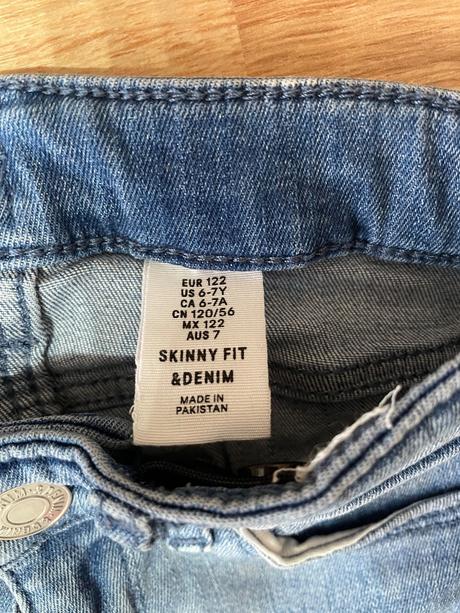 EUR 122
US 6-7Y
CA 6-7A
CN 120/56
MX 122
AUS 7
SKINNY FIT
&DENIM
MADE IN
PAKISTAN